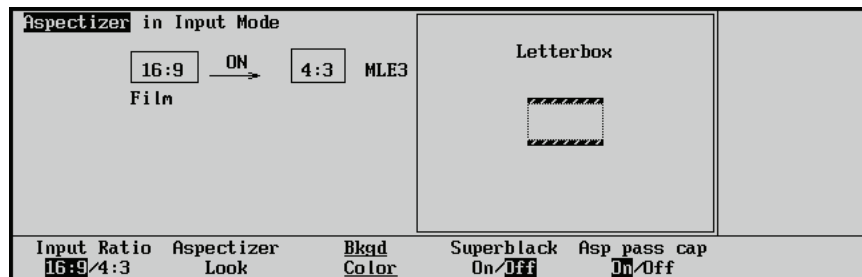 Aspectizer in Input Mode
16:9 ON 4:3 MLE3
Film
Letterbox
Input Ratio Aspectizer Bkgd Superblack Asp pass cap
16:9/4:3 Look Color On/Off On/Off